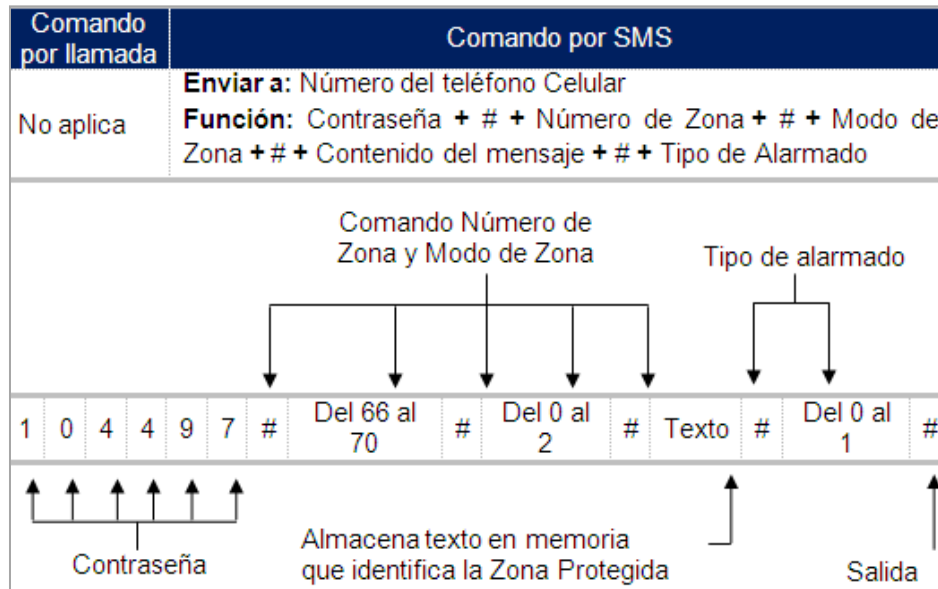 Comando
por llamada
Comando por SMS
No aplica
Enviar a: Número del teléfono Celular
Función: Contraseña + # + Número de Zona + # + Modo de
Zona + # + Contenido del mensaje + # + Tipo de Alarmado
Comando Número de
Zona y Modo de Zona
Tipo de alarmado
1 0 4 4 9 7 # Del 66 al 70 # Del 0 al 2 # Texto # Del 0 al 1 #
Contraseña
Almacena texto en memoria
que identifica la Zona Protegida
Salida